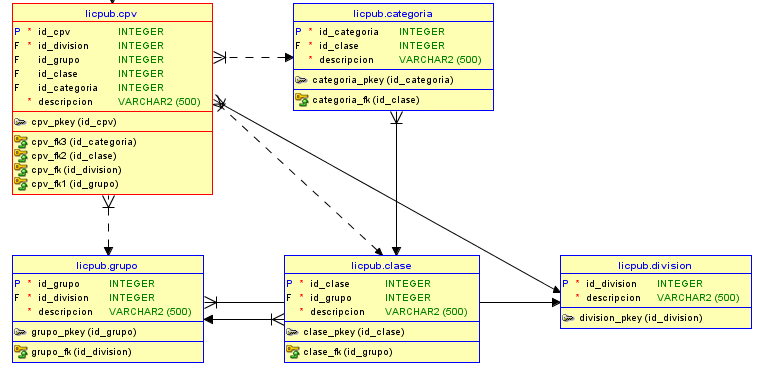 licpub.cpv
P * id_cpv INTEGER
F * id_division INTEGER
F id_grupo INTEGER
F id_clase INTEGER
F id_categoria INTEGER
* descripcion VARCHAR2 (500)
cpv_pkey (id_cpv)
cpv_fk3 (id_categoria)
cpv_fk2 (id_clase)
cpv_fk (id_division)
cpv_fk1 (id_grupo)
licpub.categoria
P * id_categoria INTEGER
F * id_clase INTEGER
* descripcion VARCHAR2 (500)
categoria_pkey (id_categoria)
categoria_fk (id_clase)
licpub.grupo
P * id_grupo INTEGER
F * id_division INTEGER
* descripcion VARCHAR2 (500)
grupo_pkey (id_grupo)
grupo_fk (id_division)
licpub.clase
P * id_clase INTEGER
F * id_grupo INTEGER
* descripcion VARCHAR2 (500)
clase_pkey (id_clase)
clase_fk (id_grupo)
licpub.division
P * id_division INTEGER
* descripcion VARCHAR2 (500)
division_pkey (id_division)